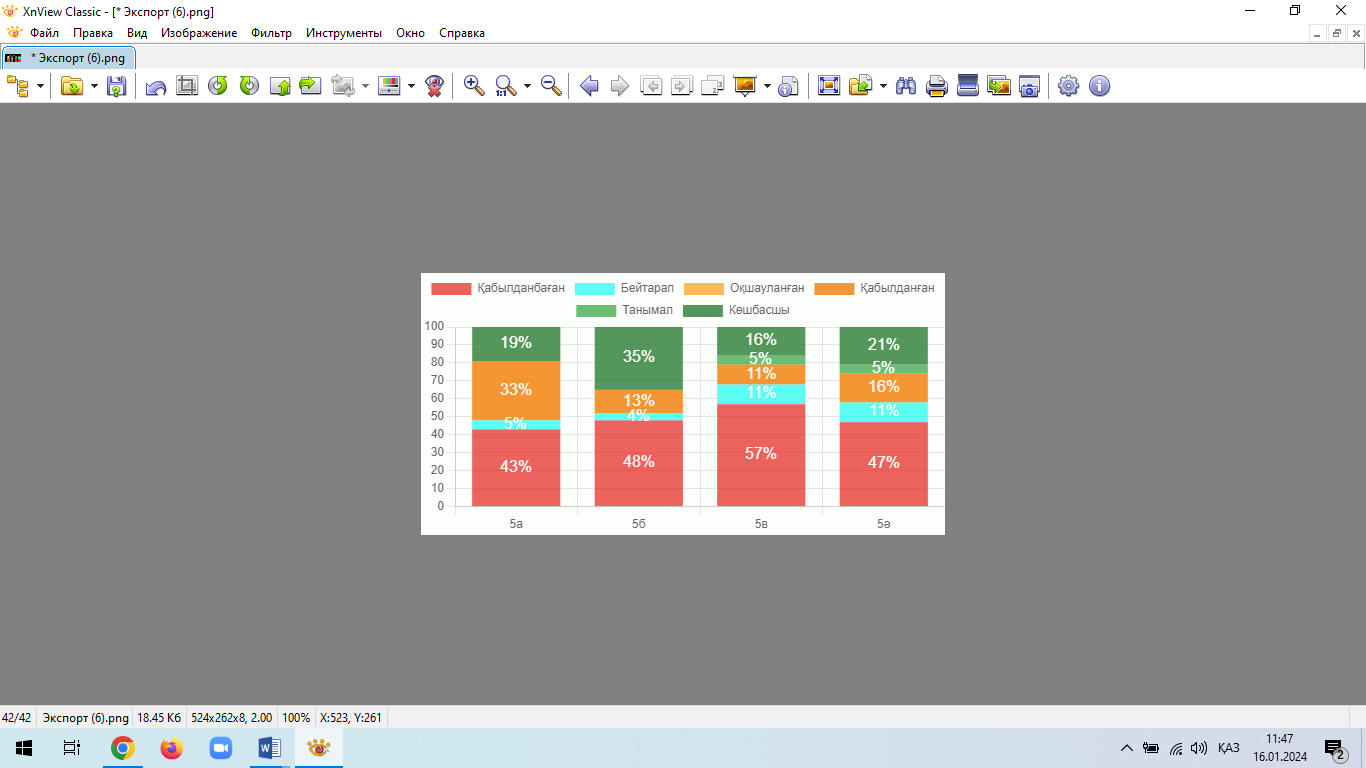 XnView Classic - [* Экспорт (6).png]
Файл Правка Вид Изображение Фильтр Инструменты Окно Справка
* Экспорт (6).png
Қабылданбаған Бейтарап Оқшауланған Қабылданған
Танымал Көшбасшы
100
90
80
70
60
50
40
30
20
10
0
19% 35% 16% 21%
5% 5%
33% 13% 11% 16%
5% 4% 11% 11%
43% 48% 57% 47%
5а 5б 5в 5ә
42/42 Экспорт (6).png 18.45 Кб 524x262x8, 2.00 100% X:523, Y:261
ҚАЗ 11:47 2
16.01.2024